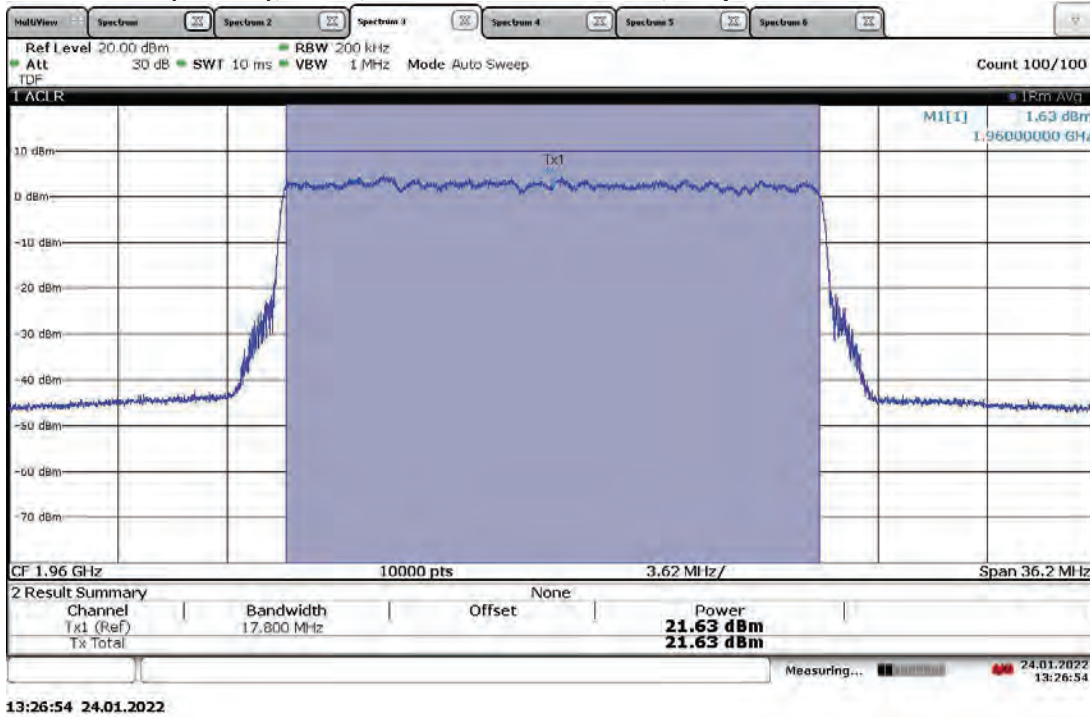 MultiView Spectrum Spectrum 2 Spectrum 3 Spectrum 4 Spectrum 5 Spectrum 6
Ref Level 20.00 dBm RBW 200 kHz
Att 30 dB SWT 10 ms VBW 1 MHz Mode Auto Sweep Count 100/100
TDF
1 ACLR 1Rm Avg
M1[1] 1.63 dBm
1.96000000 GHz
10 dBm
Tx1
0 dBm
-10 dBm
-20 dBm
-30 dBm
-40 dBm
-50 dBm
-60 dBm
-70 dBm
CF 1.96 GHz 10000 pts 3.62 MHz/ Span 36.2 MHz
2 Result Summary None
Channel Bandwidth Offset Power
Tx1 (Ref) 17.800 MHz 21.63 dBm
Tx Total 21.63 dBm
Measuring... 24.01.2022
13:26:54
13:26:54 24.01.2022